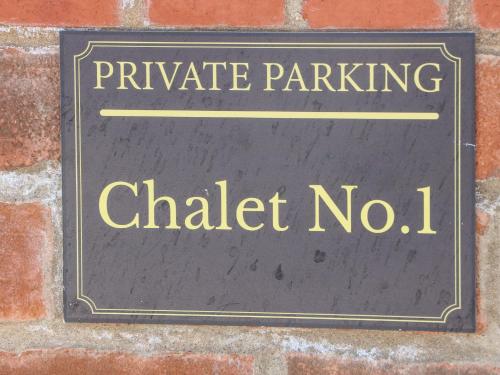 PRIVATE PARKING
Chalet No.1